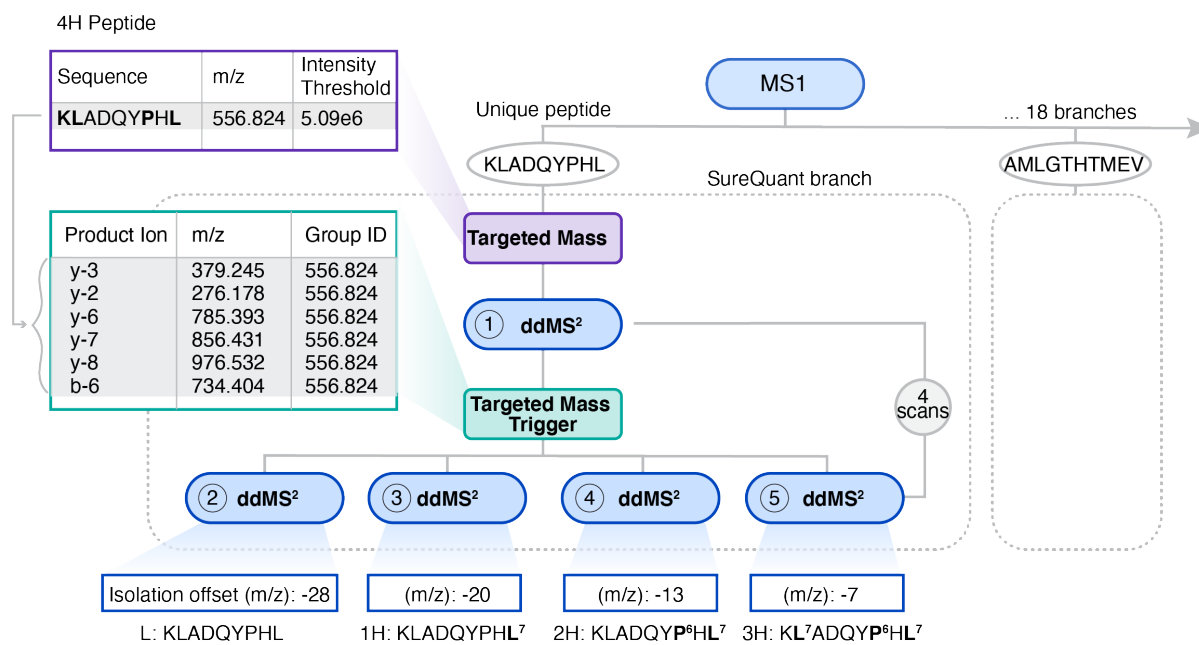 4H Peptide
Sequence m/z Intensity Threshold
KLADQYPHL 556.824 5.09e6
MS1
Unique peptide
... 18 branches
KLADQYPHL
AMLGTHTMEV
SureQuant branch
Product Ion m/z Group ID
y-3 379.245 556.824
y-2 276.178 556.824
y-6 785.393 556.824
y-7 856.431 556.824
y-8 976.532 556.824
b-6 734.404 556.824
Targeted Mass
1 ddMS²
Targeted Mass
Trigger
4
scans
2 ddMS²
3 ddMS²
4 ddMS²
5 ddMS²
Isolation offset (m/z): -28
(m/z): -20
(m/z): -13
(m/z): -7
L: KLADQYPHL
1H: KLADQYPHL⁷
2H: KLADQYP⁶HL⁷
3H: KL⁷ADQYP⁶HL⁷